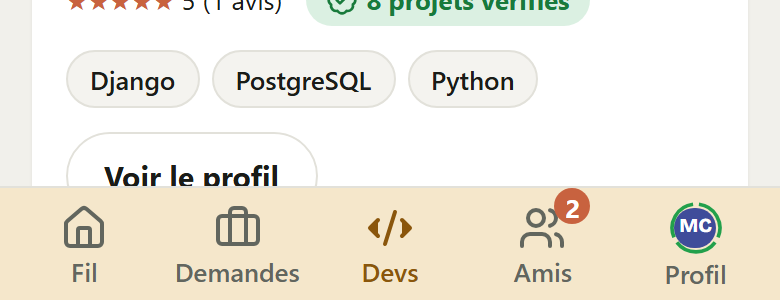 ★★★★★ 5 (1 avis) 8 projets vérifiés
Django PostgreSQL Python
Voir le profil
2 MC
Fil Demandes Devs Amis Profil